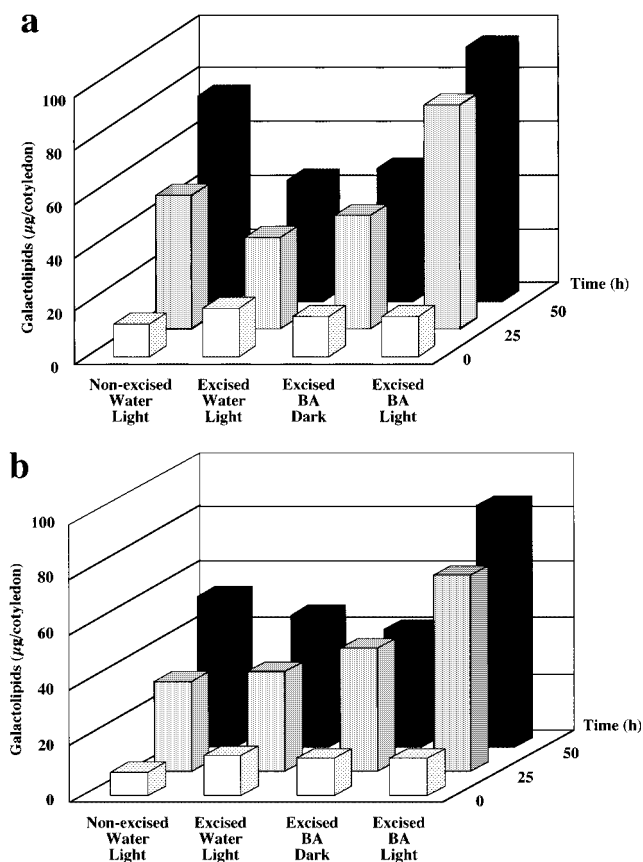 a
100
80
60
40
20
0
Galactolipids (µg/cotyledon)
Time (h)
50
25
0
Non-excised Water Light
Excised Water Light
Excised BA Dark
Excised BA Light
b
100
80
60
40
20
0
Galactolipids (µg/cotyledon)
Time (h)
50
25
0
Non-excised Water Light
Excised Water Light
Excised BA Dark
Excised BA Light